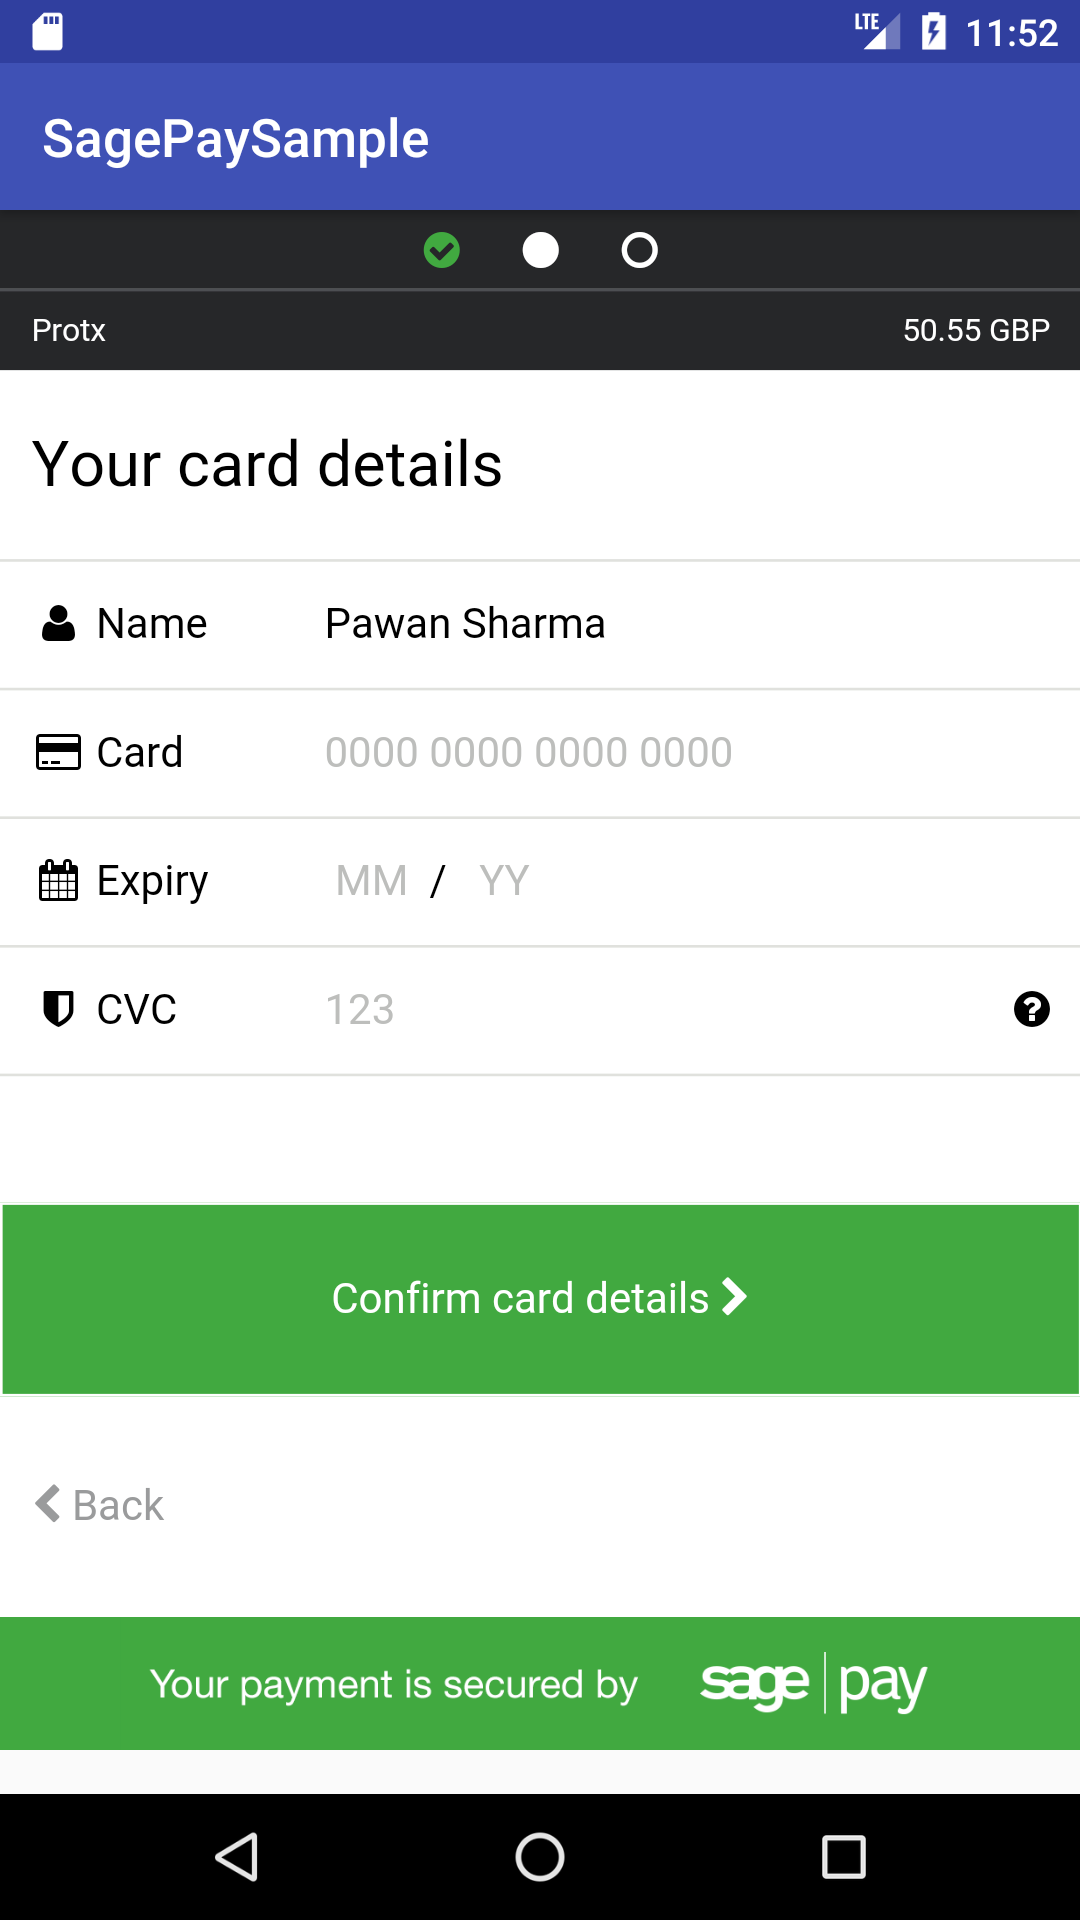 LTE 11:52
SagePaySample
Protx 50.55 GBP
Your card details
Name Pawan Sharma
Card 0000 0000 0000 0000
Expiry MM / YY
CVC 123 ?
Confirm card details
Back
Your payment is secured by sage pay